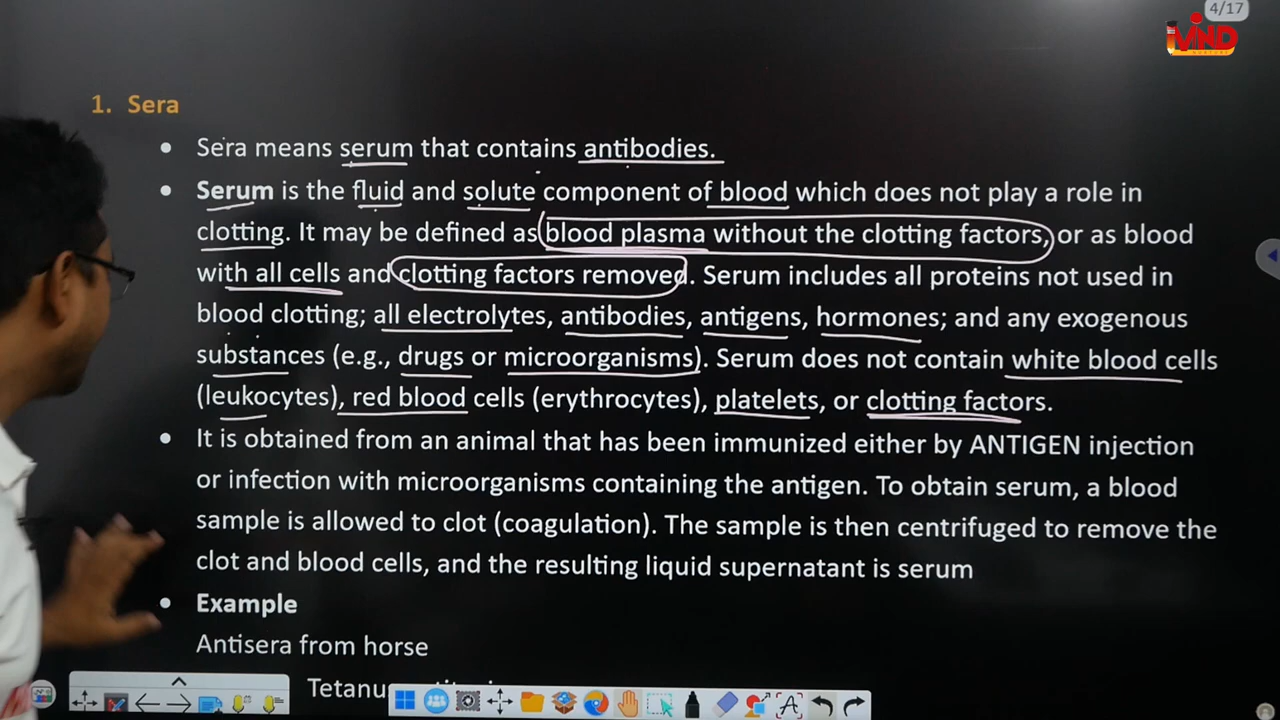 4/17
MIND
1. Sera
• Sera means serum that contains antibodies.
• Serum is the fluid and solute component of blood which does not play a role in
clotting. It may be defined as blood plasma without the clotting factors, or as blood
with all cells and clotting factors removed. Serum includes all proteins not used in
blood clotting; all electrolytes, antibodies, antigens, hormones; and any exogenous
substances (e.g., drugs or microorganisms). Serum does not contain white blood cells
(leukocytes), red blood cells (erythrocytes), platelets, or clotting factors.
• It is obtained from an animal that has been immunized either by ANTIGEN injection
or infection with microorganisms containing the antigen. To obtain serum, a blood
sample is allowed to clot (coagulation). The sample is then centrifuged to remove the
clot and blood cells, and the resulting liquid supernatant is serum
• Example
Antisera from horse